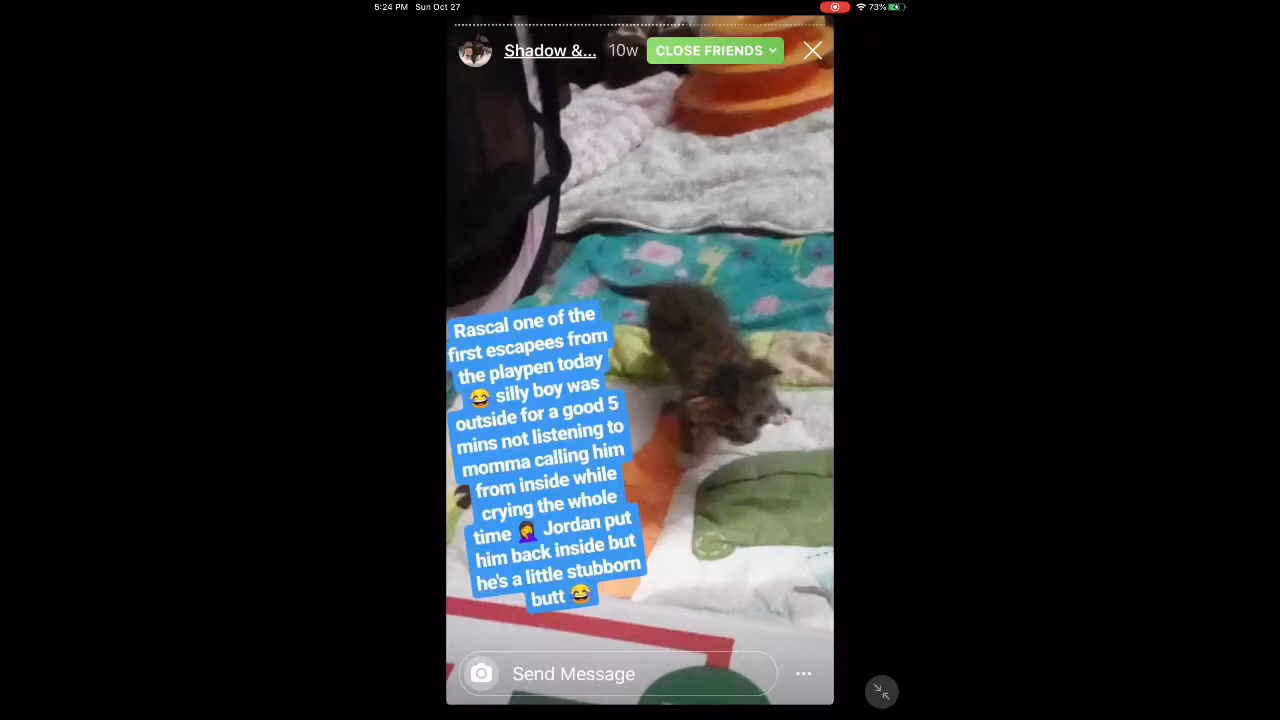 5:24 PM Sun Oct 27
73%
Shadow &... 10w CLOSE FRIENDS
Rascal one of the
first escapees from
the playpen today
😂 silly boy was
outside for a good 5
mins not listening to
momma calling him
from inside while
crying the whole
time 🤦‍♀️ Jordan put
him back inside but
he's a little stubborn
butt 😂
Send Message